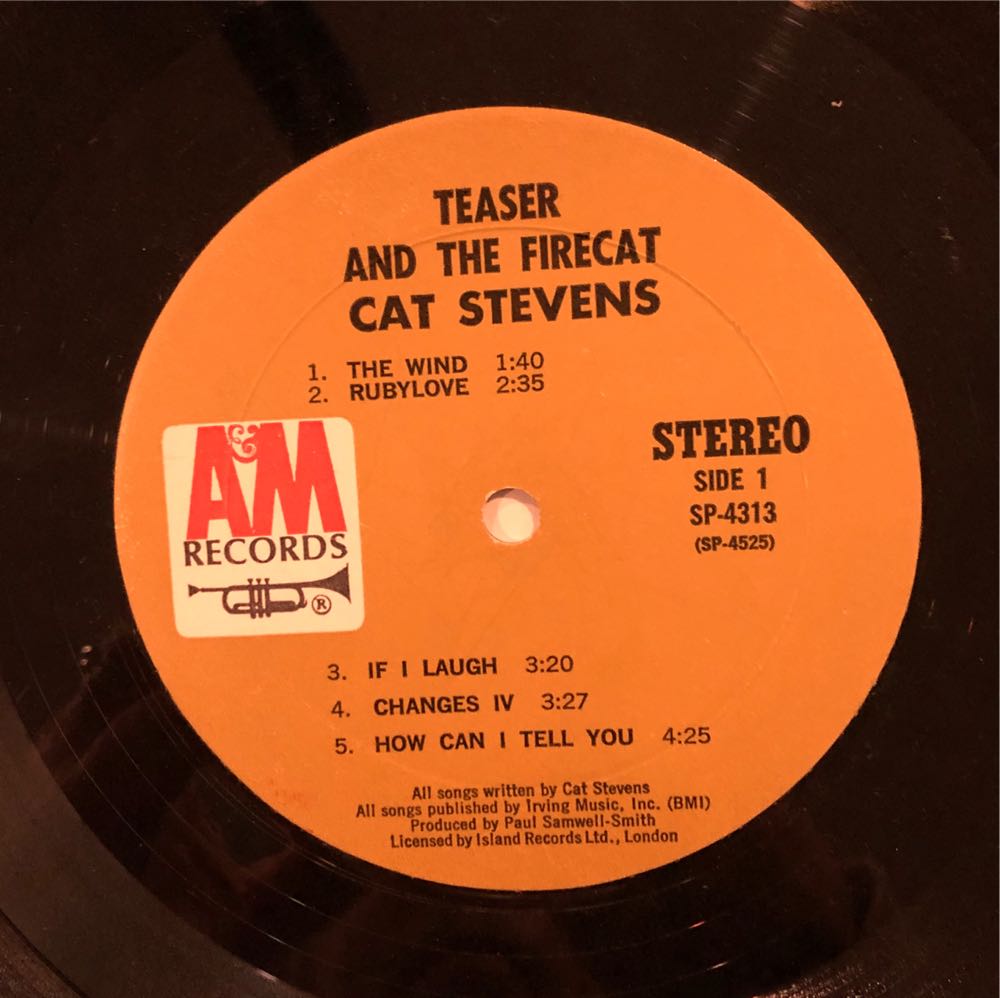 TEASER
AND THE FIRECAT
CAT STEVENS
1. THE WIND 1:40
2. RUBYLOVE 2:35
A&M
RECORDS
®
STEREO
SIDE 1
SP-4313
(SP-4525)
3. IF I LAUGH 3:20
4. CHANGES IV 3:27
5. HOW CAN I TELL YOU 4:25
All songs written by Cat Stevens
All songs published by Irving Music, Inc. (BMI)
Produced by Paul Samwell-Smith
Licensed by Island Records Ltd., London